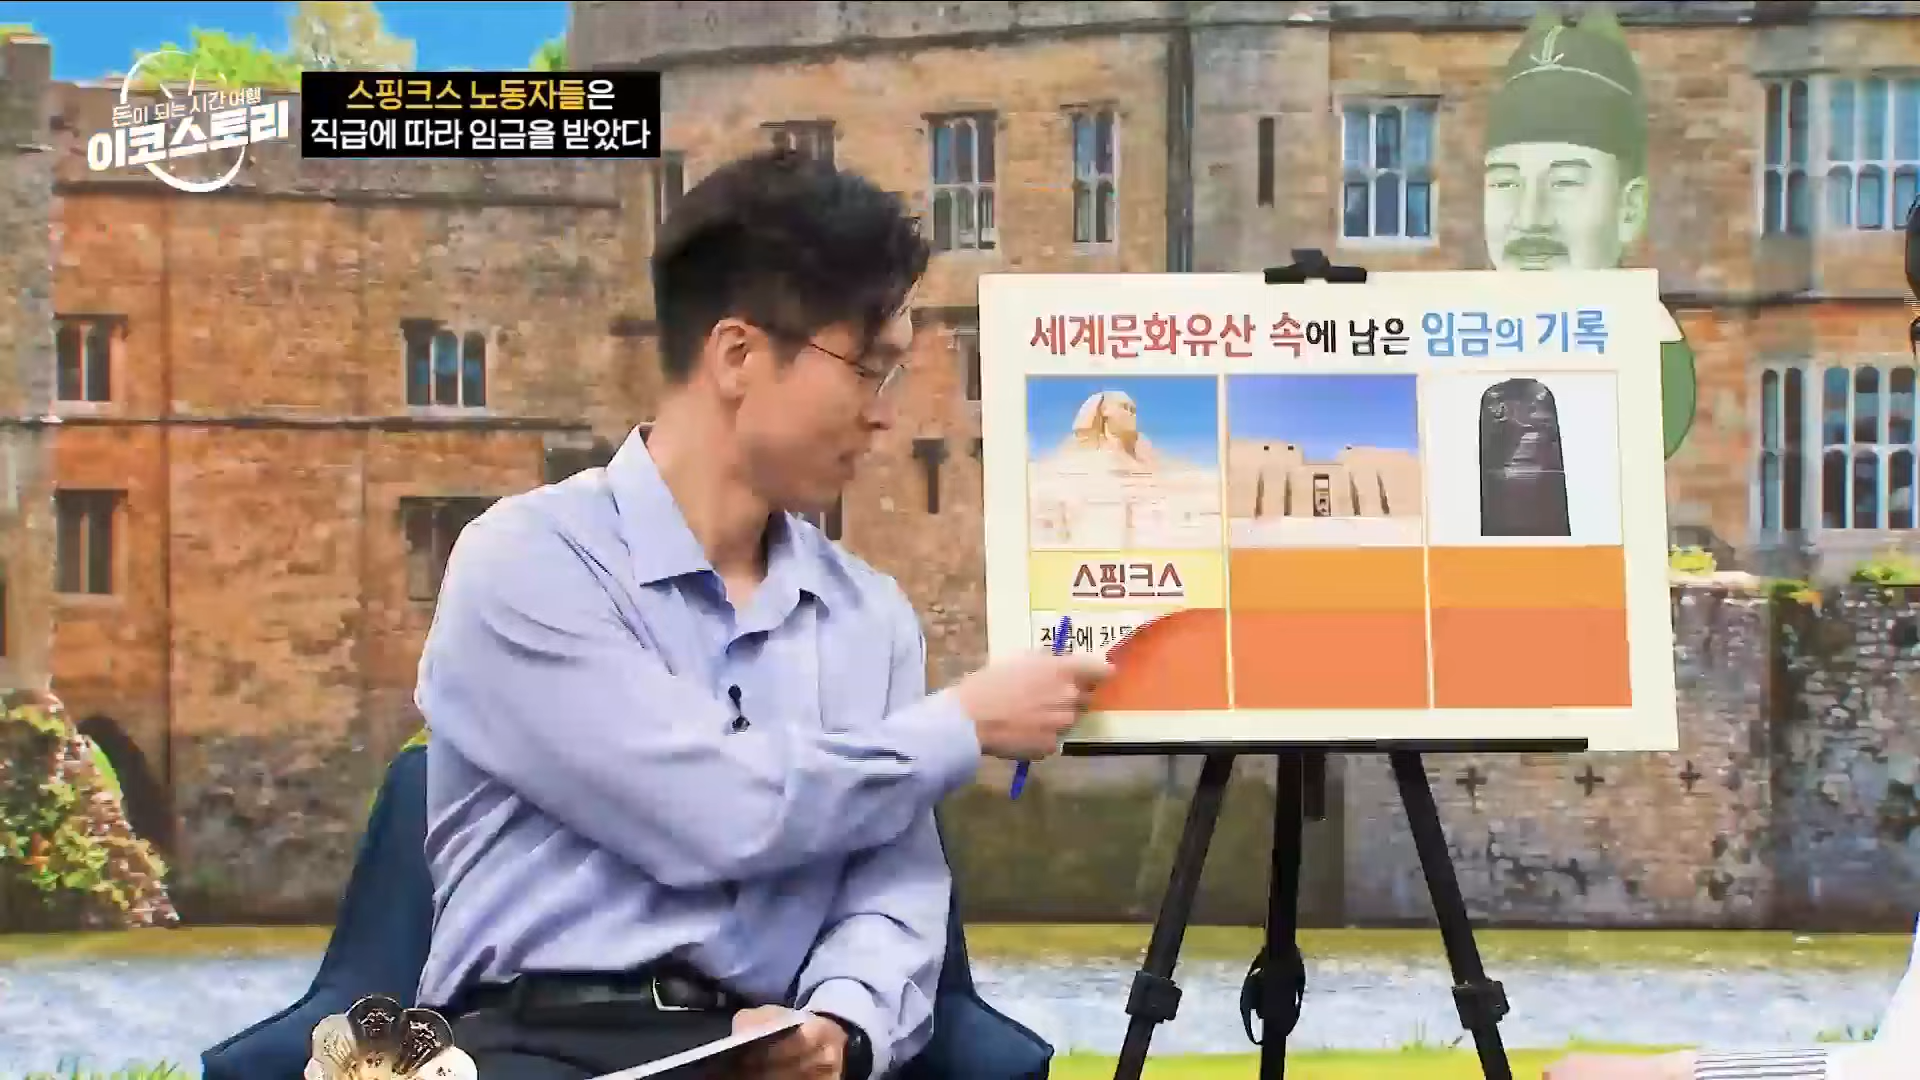 돈이 되는 시간 여행
이코스토리
스핑크스 노동자들은
직급에 따라 임금을 받았다
세계문화유산 속에 남은 임금의 기록
스핑크스